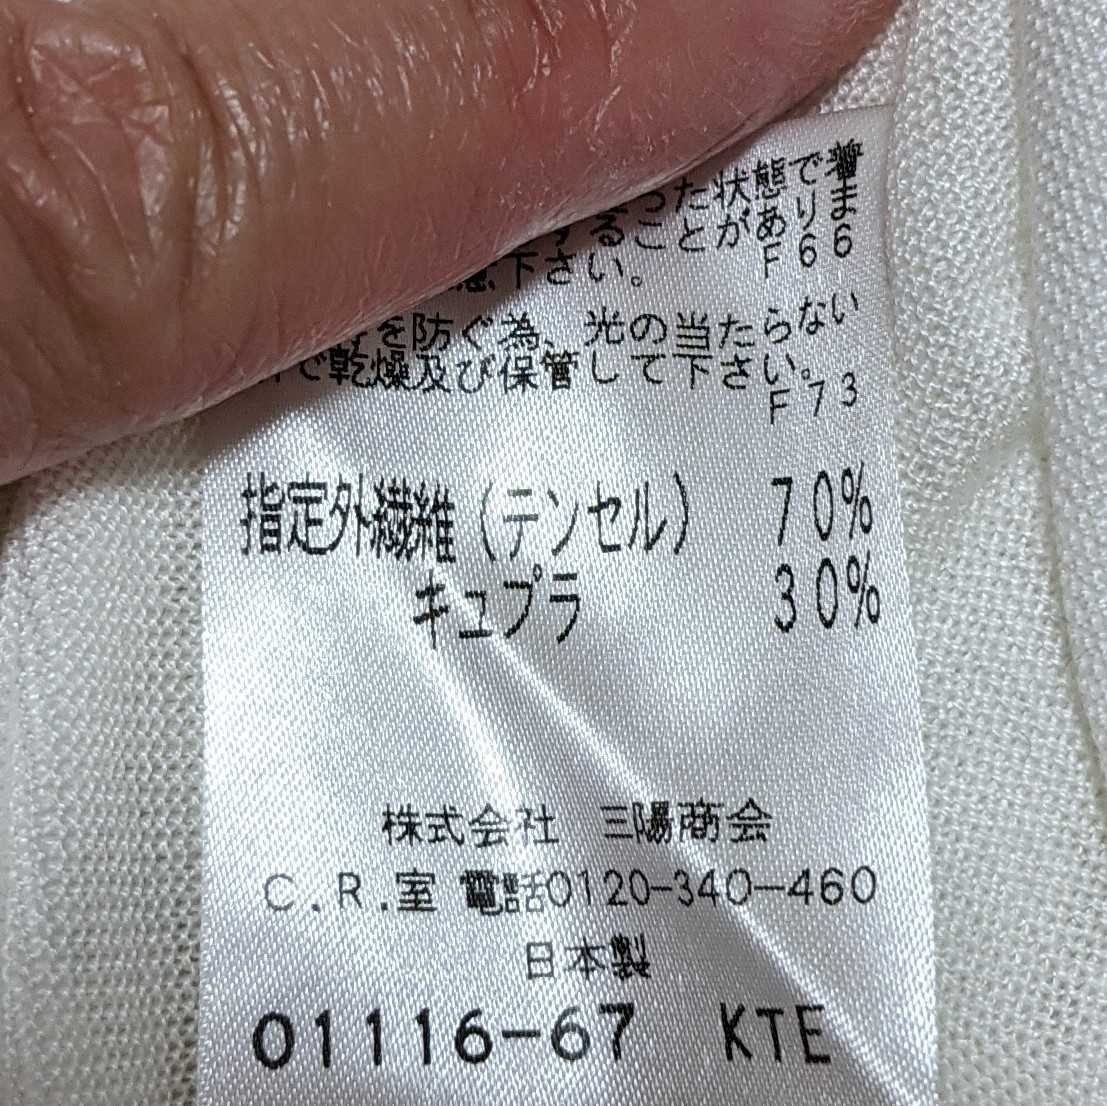 った状態で着
することがありま
下さい。 F66
を防ぐ為、光の当たらない
で乾燥及び保管して下さい。
F73
指定外繊維(テンセル) 70%
キュプラ 30%
株式会社 三陽商会
C.R.室 電話0120-340-460
日本製
01116-67 KTE